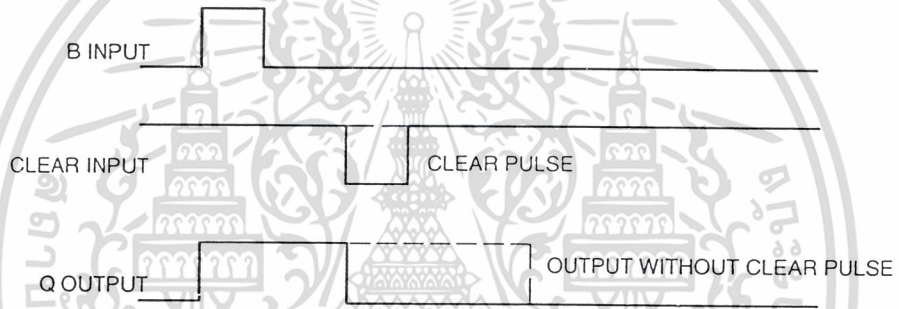 B INPUT
CLEAR INPUT
CLEAR PULSE
Q OUTPUT
OUTPUT WITHOUT CLEAR PULSE